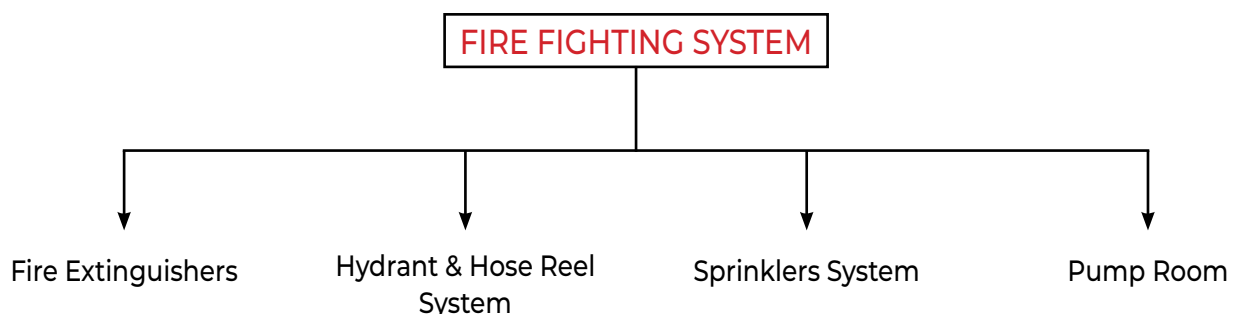 FIRE FIGHTING SYSTEM
Fire Extinguishers
Hydrant & Hose Reel
System
Sprinklers System
Pump Room